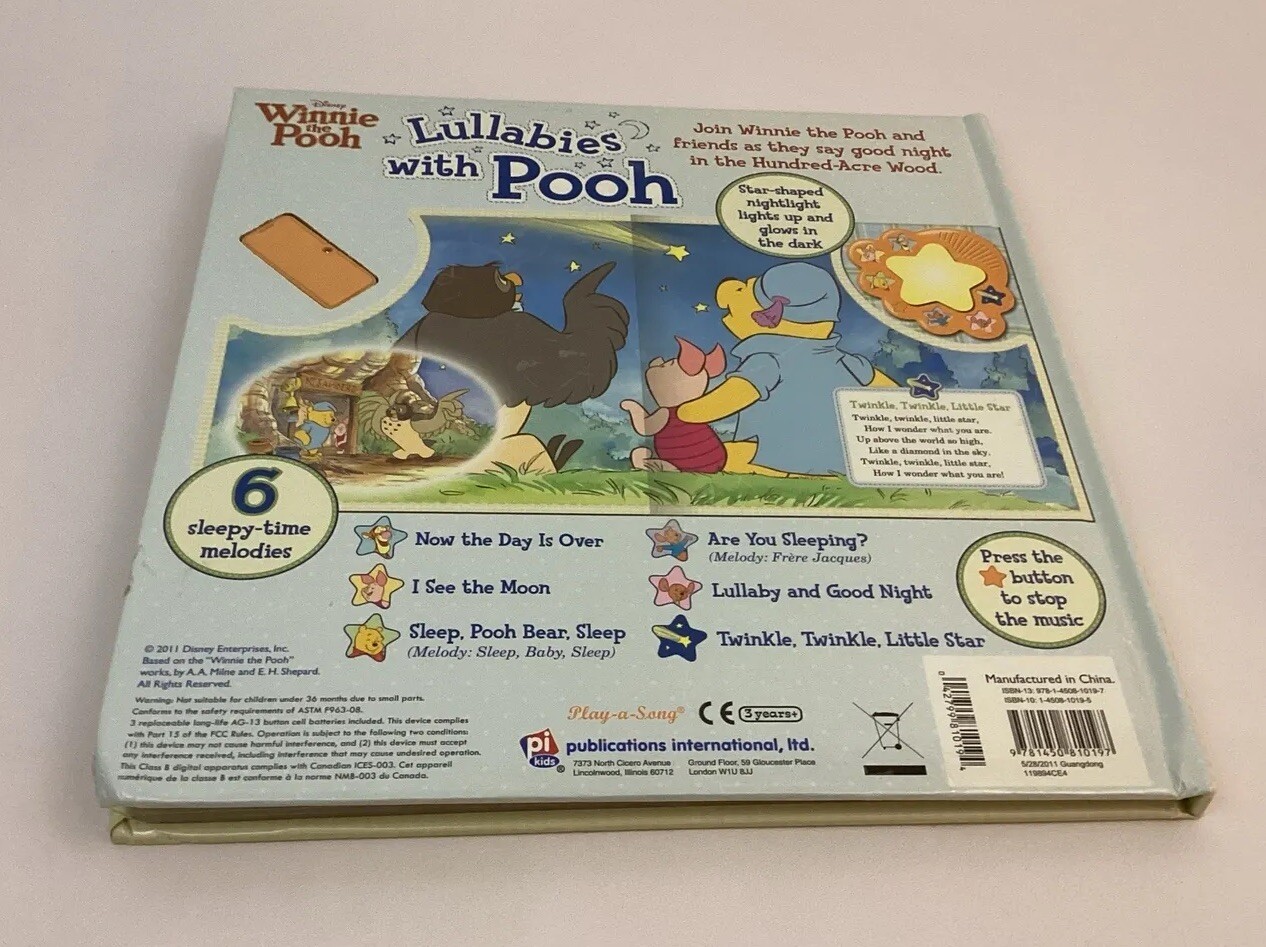 Disney
Winnie
the
Pooh
Lullabies
with Pooh
Join Winnie the Pooh and
friends as they say good night
in the Hundred-Acre Wood.
Star-shaped
nightlight
lights up and
glows in
the dark
Twinkle, Twinkle, Little Star
Twinkle, twinkle, little star,
How I wonder what you are.
Up above the world so high,
Like a diamond in the sky.
Twinkle, twinkle, little star,
How I wonder what you are!
6
sleepy-time
melodies
Now the Day Is Over
I See the Moon
Sleep, Pooh Bear, Sleep
(Melody: Sleep, Baby, Sleep)
Are You Sleeping?
(Melody: Frère Jacques)
Lullaby and Good Night
Twinkle, Twinkle, Little Star
Press the
button
to stop
the music
© 2011 Disney Enterprises, Inc.
Based on the "Winnie the Pooh"
works, by A.A. Milne and E. H. Shepard.
All Rights Reserved.
Warning: Not suitable for children under 36 months due to small parts.
Conforms to the safety requirements of ASTM F963-08.
3 replaceable long-life AG-13 button cell batteries included. This device complies
with Part 15 of the FCC Rules. Operation is subject to the following two conditions:
(1) this device may not cause harmful interference, and (2) this device must accept
any interference received, including interference that may cause undesired operation.
This Class B digital apparatus complies with Canadian ICES-003. Cet appareil
numérique de la classe B est conforme à la norme NMB-003 du Canada.
Play-a-Song®
CE
3 years+
pi
kids®
publications international, ltd.
7373 North Cicero Avenue
Lincolnwood, Illinois 60712
Ground Floor, 59 Gloucester Place
London W1U 8JJ
Manufactured in China.
ISBN-13: 978-1-4508-1019-7
ISBN-10: 1-4508-1019-5
9 781450 810197
5/28/2011 Guangdong
119894CE4